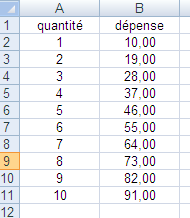 A B
1 quantité dépense
2 1 10,00
3 2 19,00
4 3 28,00
5 4 37,00
6 5 46,00
7 6 55,00
8 7 64,00
9 8 73,00
10 9 82,00
11 10 91,00
12